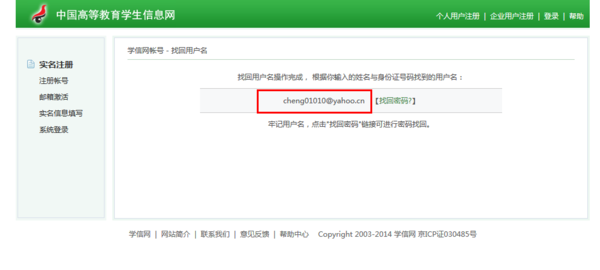 中国高等教育学生信息网
个人用户注册 | 企业用户注册 | 登录 | 帮助
实名注册
注册帐号
邮箱激活
实名信息填写
系统登录
学信网帐号 - 找回用户名
找回用户名操作完成，根据你输入的姓名与身份证号码找到的用户名：
cheng01010@yahoo.cn 【找回密码?】
牢记用户名，点击"找回密码"链接可进行密码找回。
学信网 | 网站简介 | 联系我们 | 意见反馈 | 帮助中心 Copyright 2003-2014 学信网 京ICP证030485号